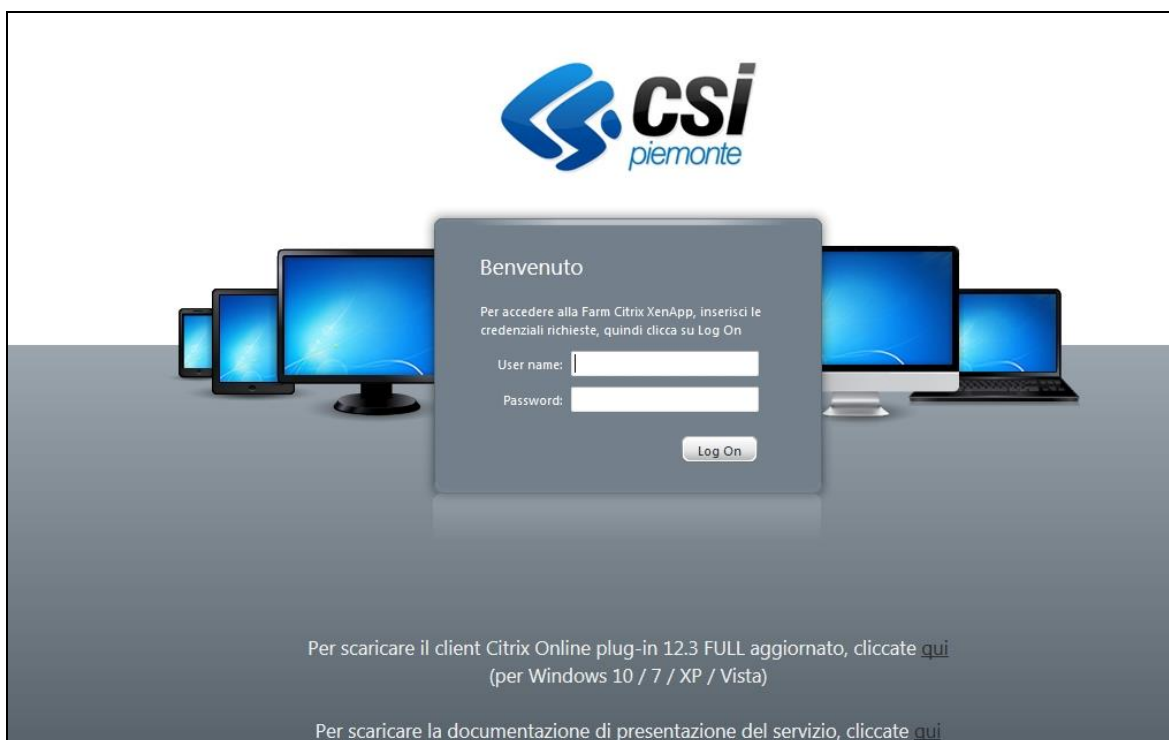 csi
piemonte
Benvenuto
Per accedere alla Farm Citrix XenApp, inserisci le
credenziali richieste, quindi clicca su Log On
User name:
Password:
Log On
Per scaricare il client Citrix Online plug-in 12.3 FULL aggiornato, cliccate qui
(per Windows 10 / 7 / XP / Vista)
Per scaricare la documentazione di presentazione del servizio, cliccate qui